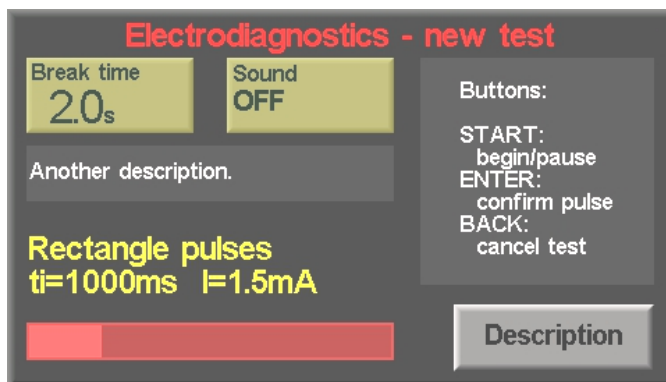 Electrodiagnostics - new test
Break time
2.0s
Sound
OFF
Another description.
Rectangle pulses
ti=1000ms I=1.5mA
Buttons:
START:
begin/pause
ENTER:
confirm pulse
BACK:
cancel test
Description